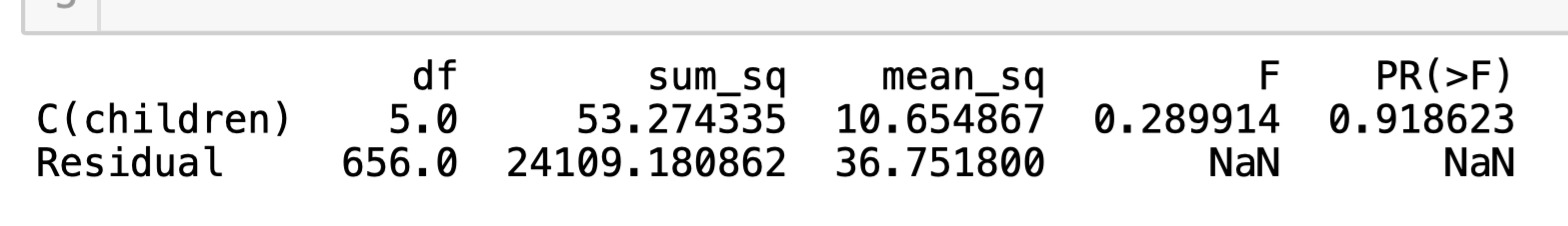 df sum_sq mean_sq F PR(>F)
C(children) 5.0 53.274335 10.654867 0.289914 0.918623
Residual 656.0 24109.180862 36.751800 NaN NaN